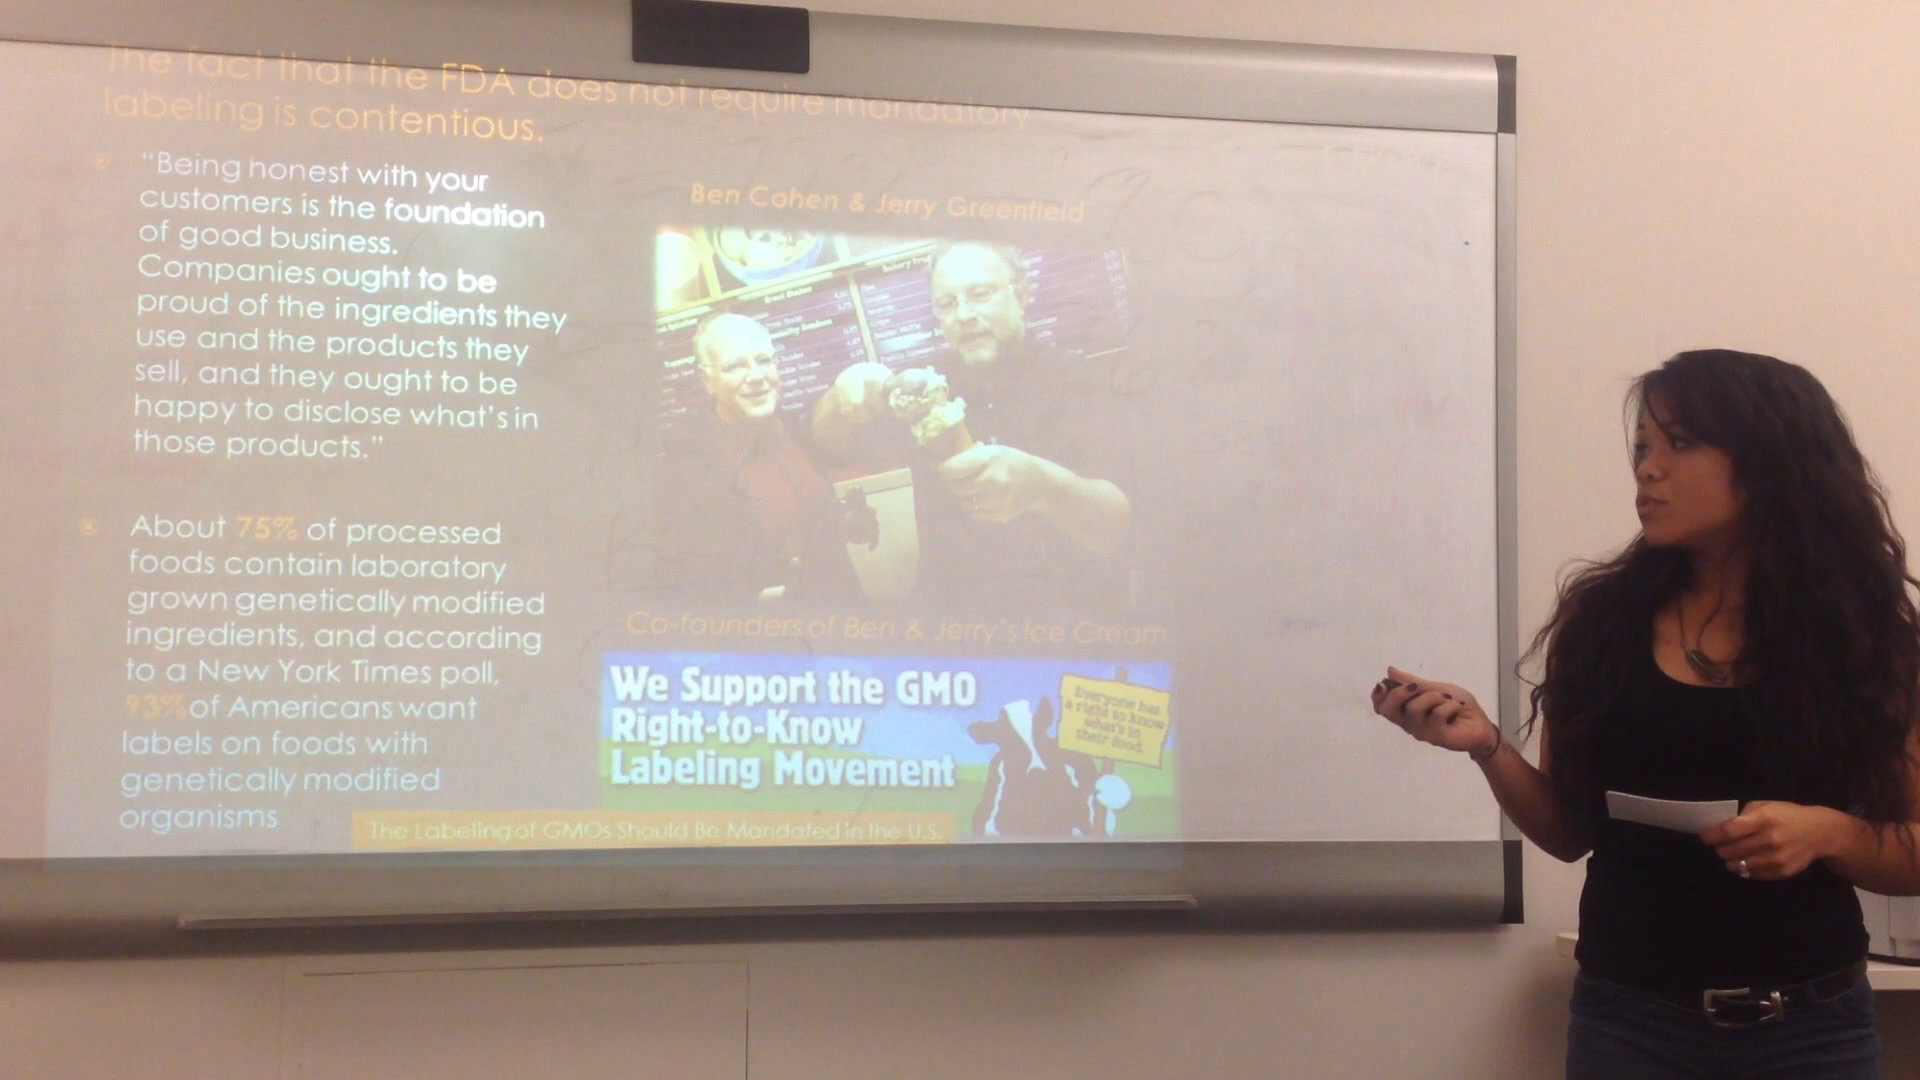 The fact that the FDA does not require mandatory
labeling is contentious.
"Being honest with your
customers is the foundation
of good business.
Companies ought to be
proud of the ingredients they
use and the products they
sell, and they ought to be
happy to disclose what's in
those products."
About 75% of processed
foods contain laboratory
grown genetically modified
ingredients, and according
to a New York Times poll,
93% of Americans want
labels on foods with
genetically modified
organisms
Ben Cohen & Jerry Greenfield
Co-founders of Ben & Jerry's Ice Cream
We Support the GMO
Right-to-Know
Labeling Movement
Everyone has
a right to know
what's in
their food.
The Labeling of GMOs Should Be Mandated in the U.S.